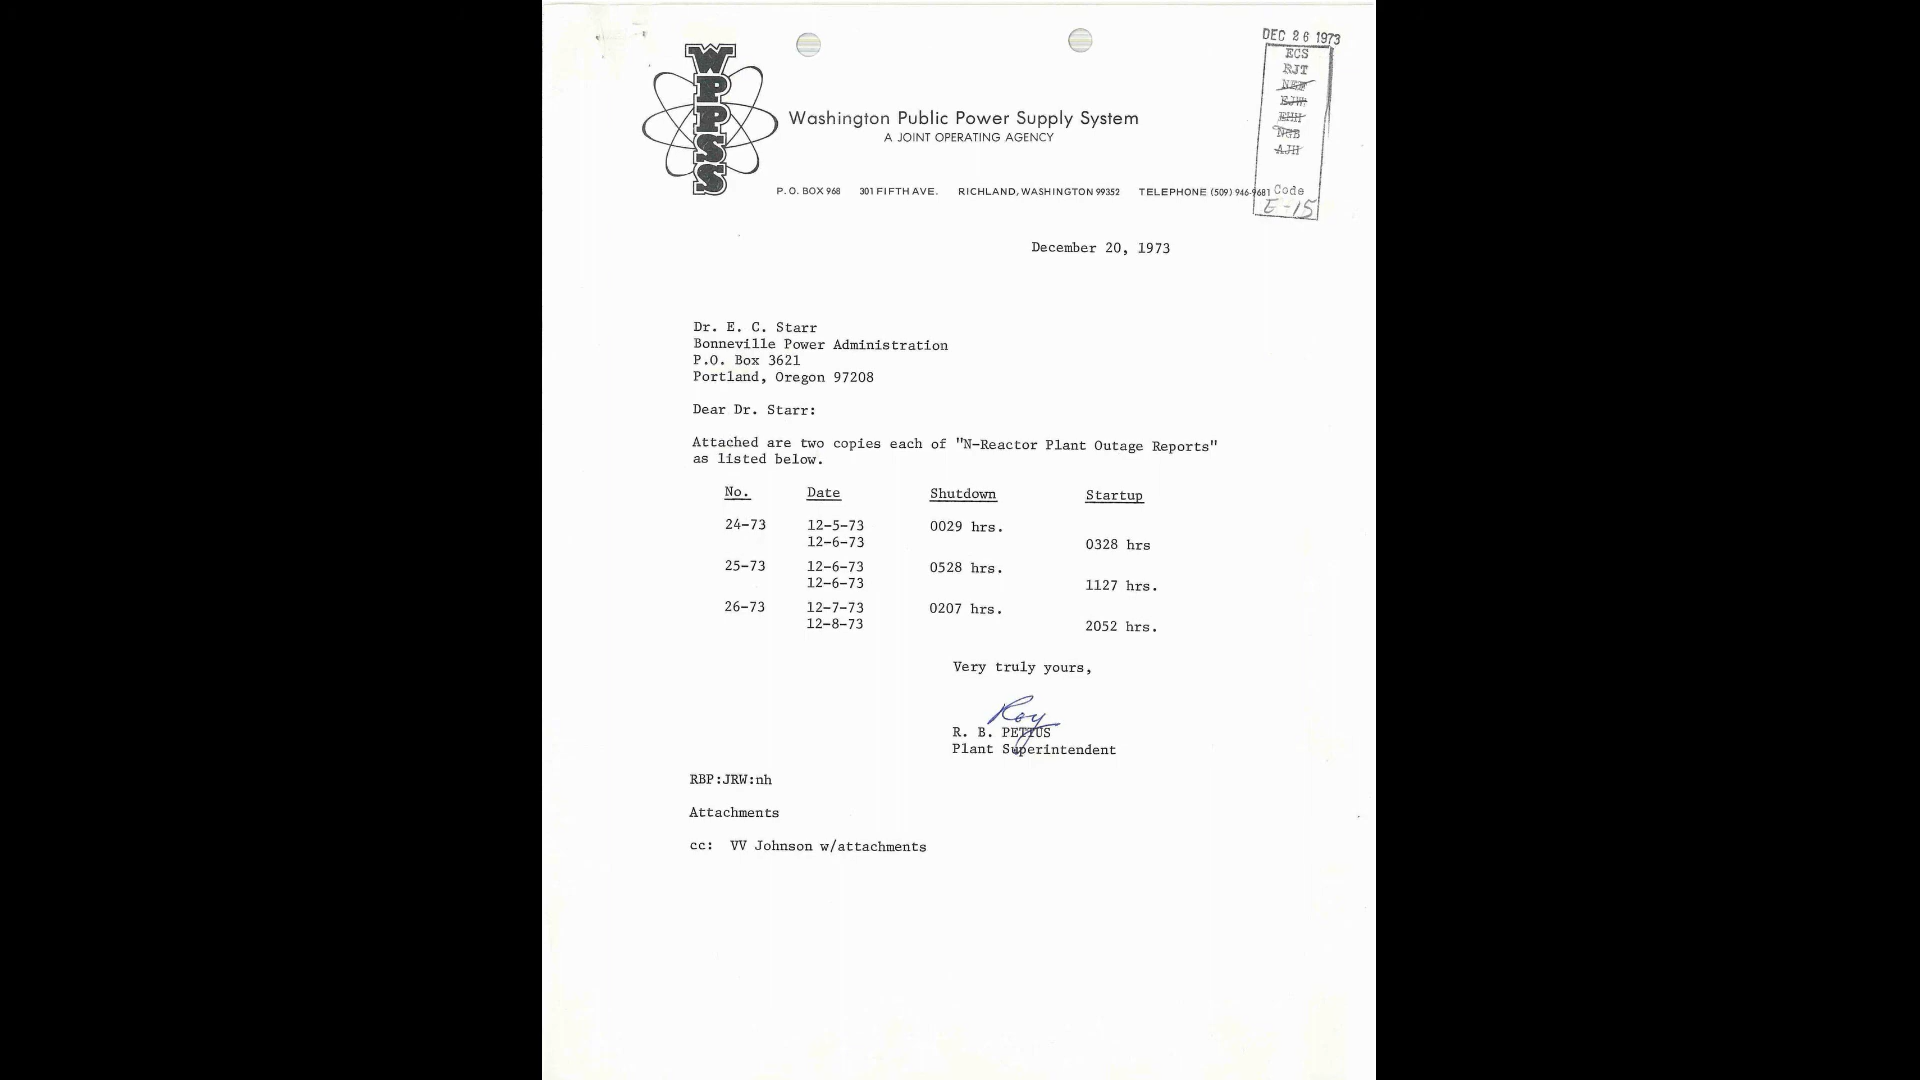 DEC 26 1973
ECS
RJT
EJW
EHH
NGB
AJH
Code
E-15
WPPSS
Washington Public Power Supply System
A JOINT OPERATING AGENCY
P. O. BOX 968 301 FIFTH AVE. RICHLAND, WASHINGTON 99352 TELEPHONE (509) 946-9681
December 20, 1973
Dr. E. C. Starr
Bonneville Power Administration
P.O. Box 3621
Portland, Oregon 97208
Dear Dr. Starr:
Attached are two copies each of "N-Reactor Plant Outage Reports"
as listed below.
No. Date Shutdown Startup
24-73 12-5-73 0029 hrs.
12-6-73 0328 hrs
25-73 12-6-73 0528 hrs.
12-6-73 1127 hrs.
26-73 12-7-73 0207 hrs.
12-8-73 2052 hrs.
Very truly yours,
Roy
R. B. PETTUS
Plant Superintendent
RBP:JRW:nh
Attachments
cc: VV Johnson w/attachments